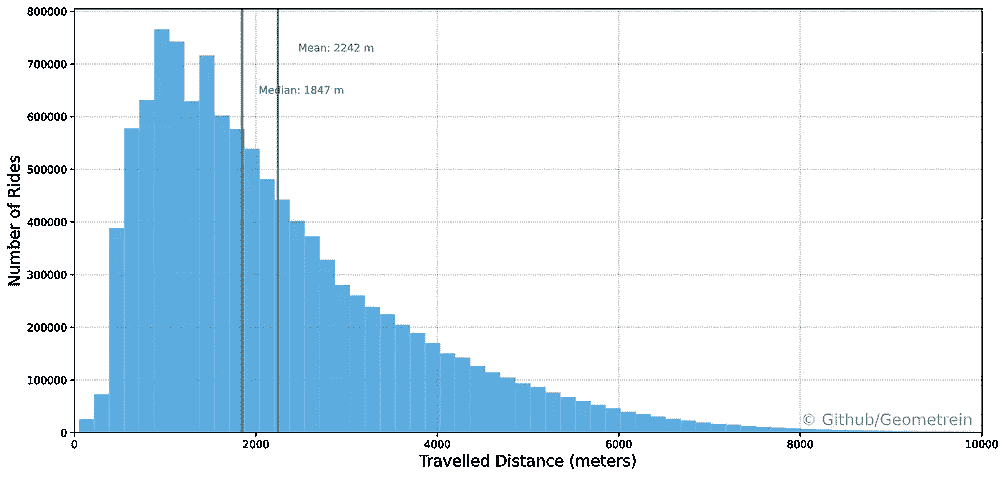 800000
700000
600000
500000
400000
300000
200000
100000
0
Number of Rides
Mean: 2242 m
Median: 1847 m
© Github/Geometrein
0 2000 4000 6000 8000 10000
Travelled Distance (meters)